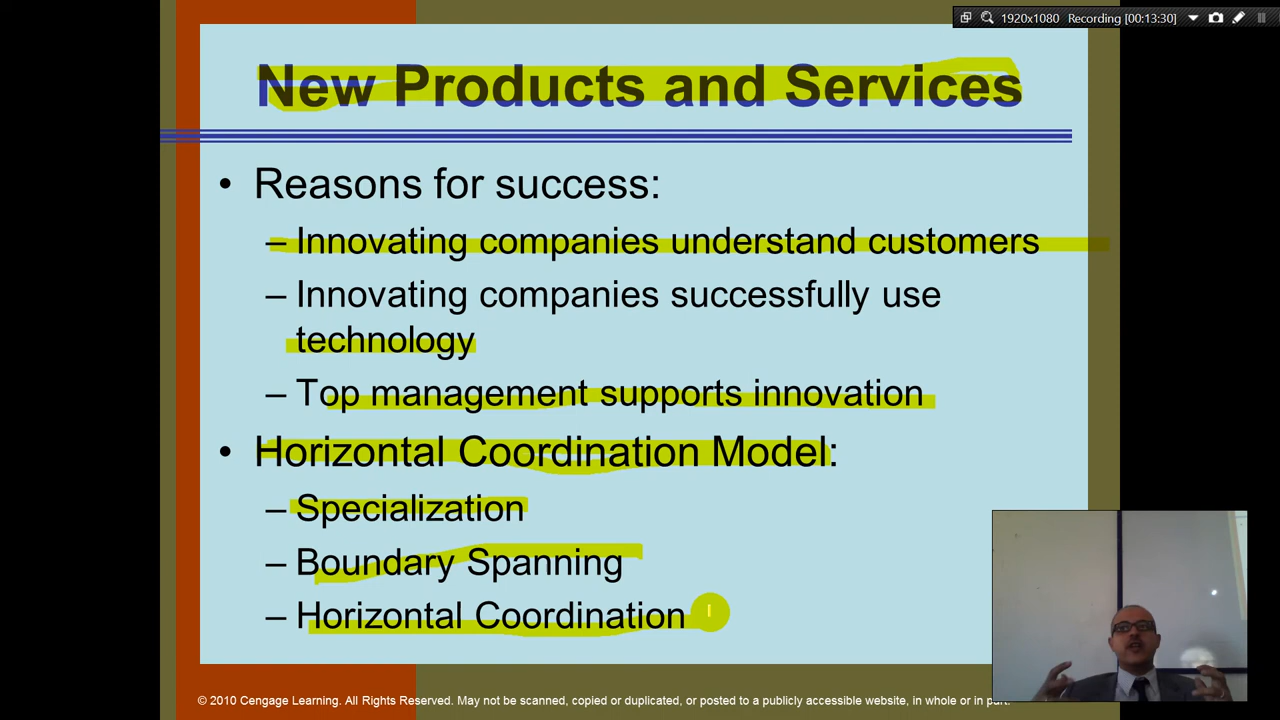 1920x1080 Recording [00:13:30]
New Products and Services
• Reasons for success:
– Innovating companies understand customers
– Innovating companies successfully use
technology
– Top management supports innovation
• Horizontal Coordination Model:
– Specialization
– Boundary Spanning
– Horizontal Coordination
© 2010 Cengage Learning. All Rights Reserved. May not be scanned, copied or duplicated, or posted to a publicly accessible website, in whole or in part.